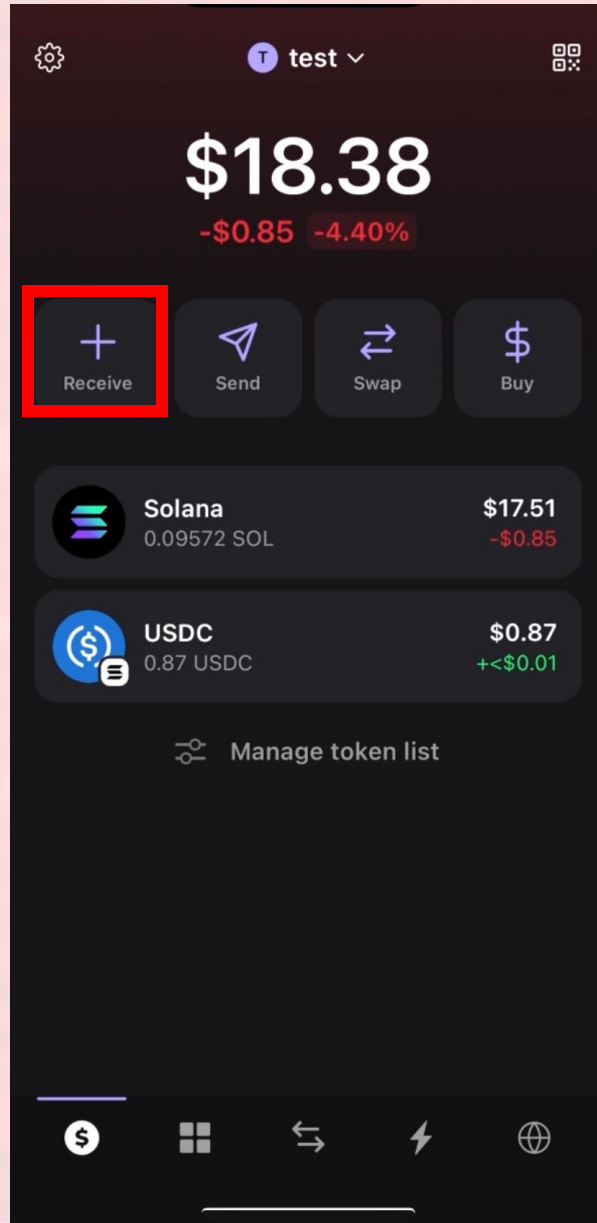 T test
$18.38
-$0.85 -4.40%
Receive Send Swap Buy
Solana $17.51
0.09572 SOL -$0.85
USDC $0.87
0.87 USDC +<$0.01
Manage token list